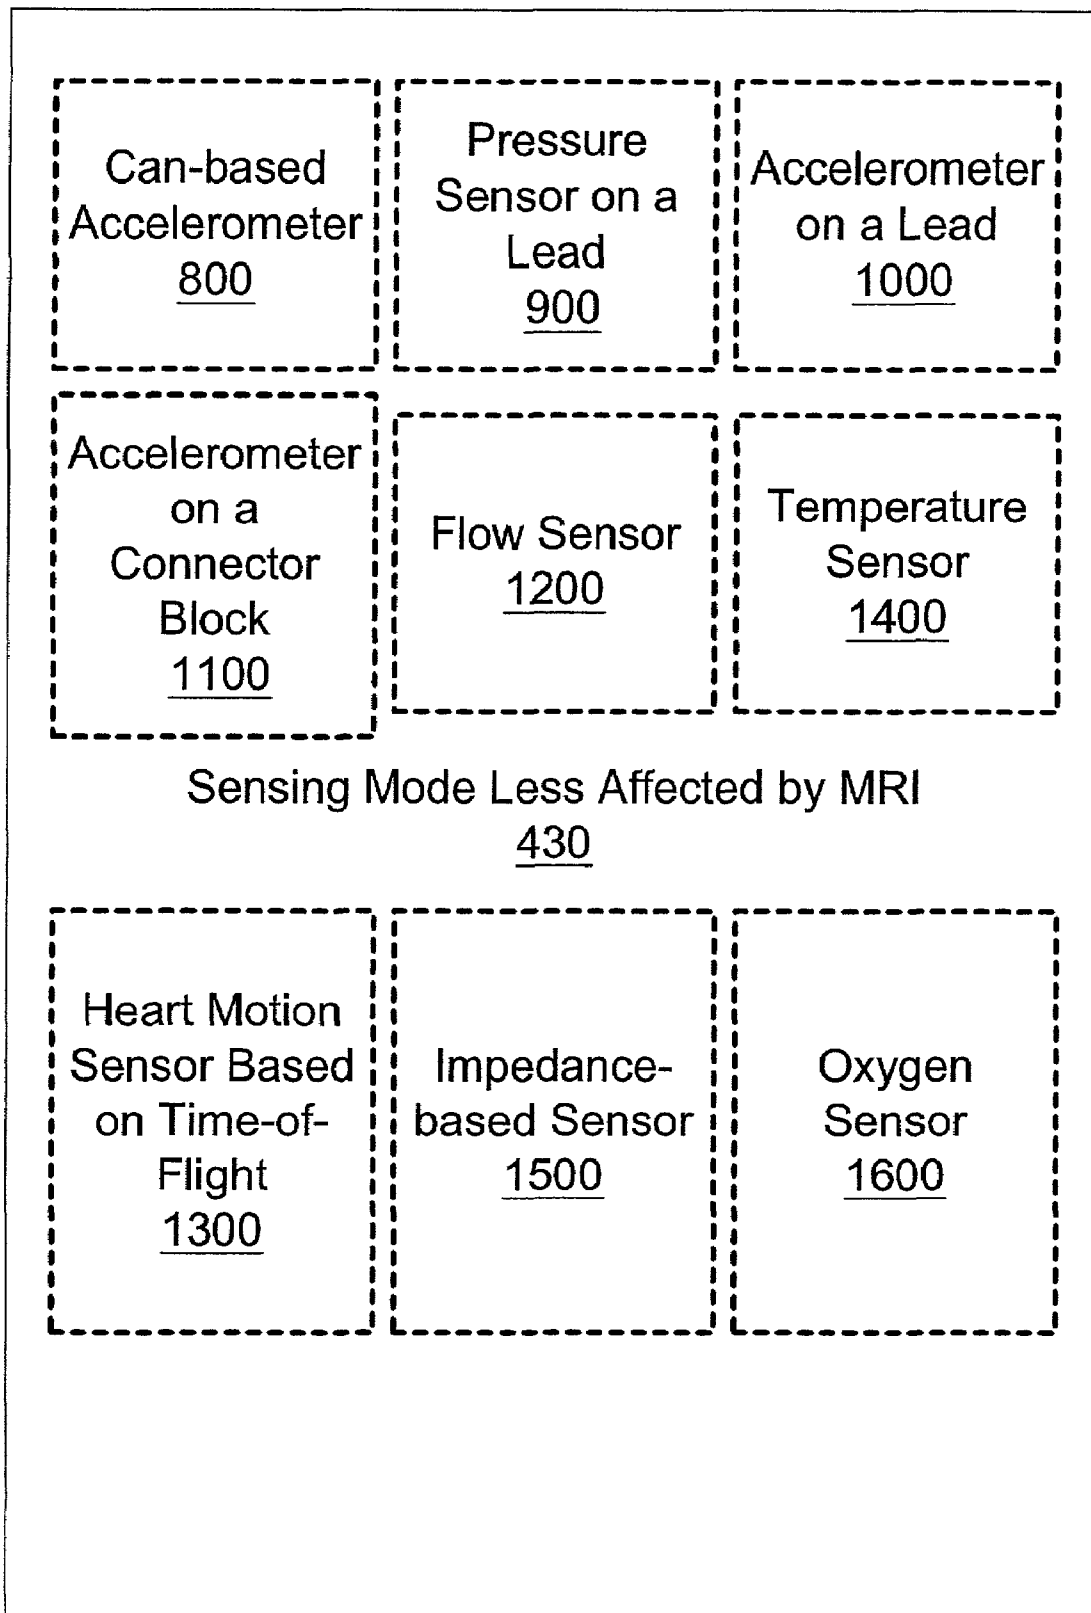 Can-based
Accelerometer
800
Pressure
Sensor on a
Lead
900
Accelerometer
on a Lead
1000
Accelerometer
on a
Connector
Block
1100
Flow Sensor
1200
Temperature
Sensor
1400
Sensing Mode Less Affected by MRI
430
Heart Motion
Sensor Based
on Time-of-
Flight
1300
Impedance-
based Sensor
1500
Oxygen
Sensor
1600